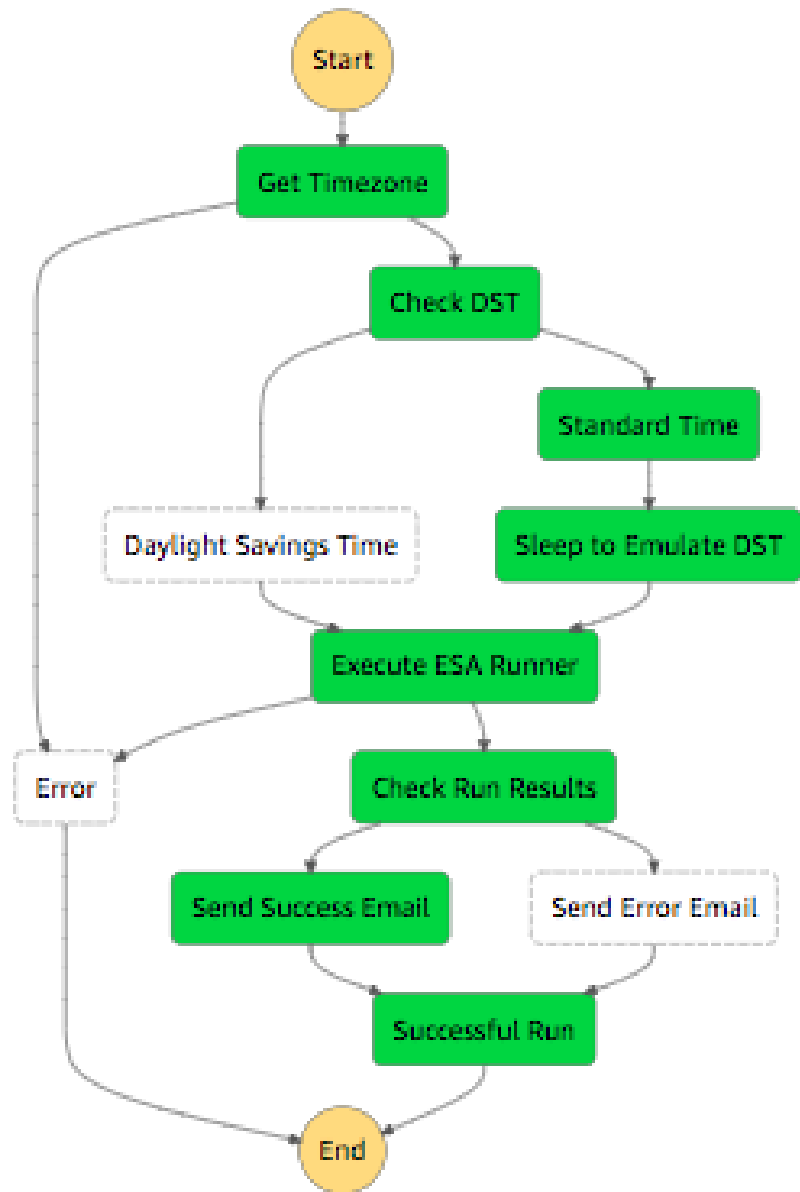 Start
Get Timezone
Check DST
Standard Time
Daylight Savings Time
Sleep to Emulate DST
Execute ESA Runner
Error
Check Run Results
Send Success Email
Send Error Email
Successful Run
End